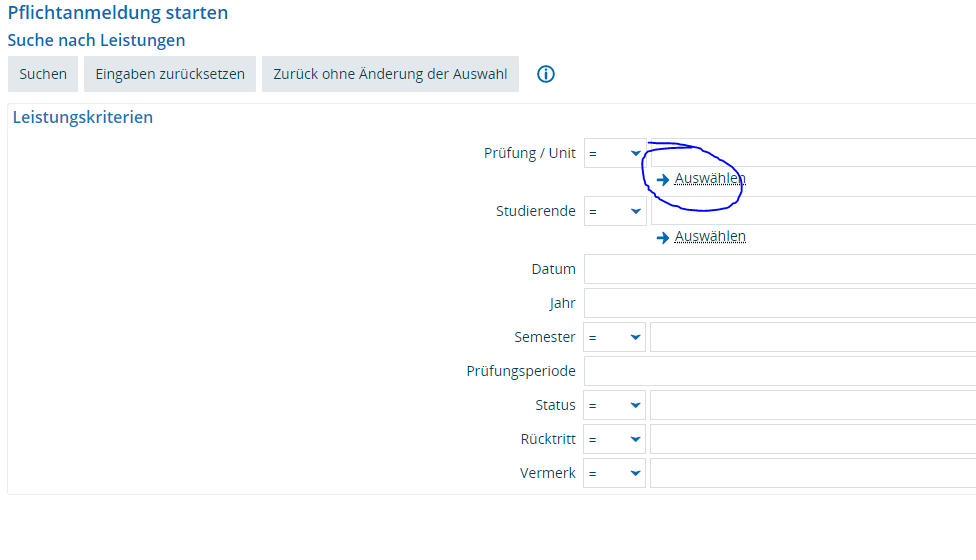 Pflichtanmeldung starten
Suche nach Leistungen
Suchen Eingaben zurücksetzen Zurück ohne Änderung der Auswahl
Leistungskriterien
Prüfung / Unit =
Auswählen
Studierende =
Auswählen
Datum
Jahr
Semester =
Prüfungsperiode
Status =
Rücktritt =
Vermerk =